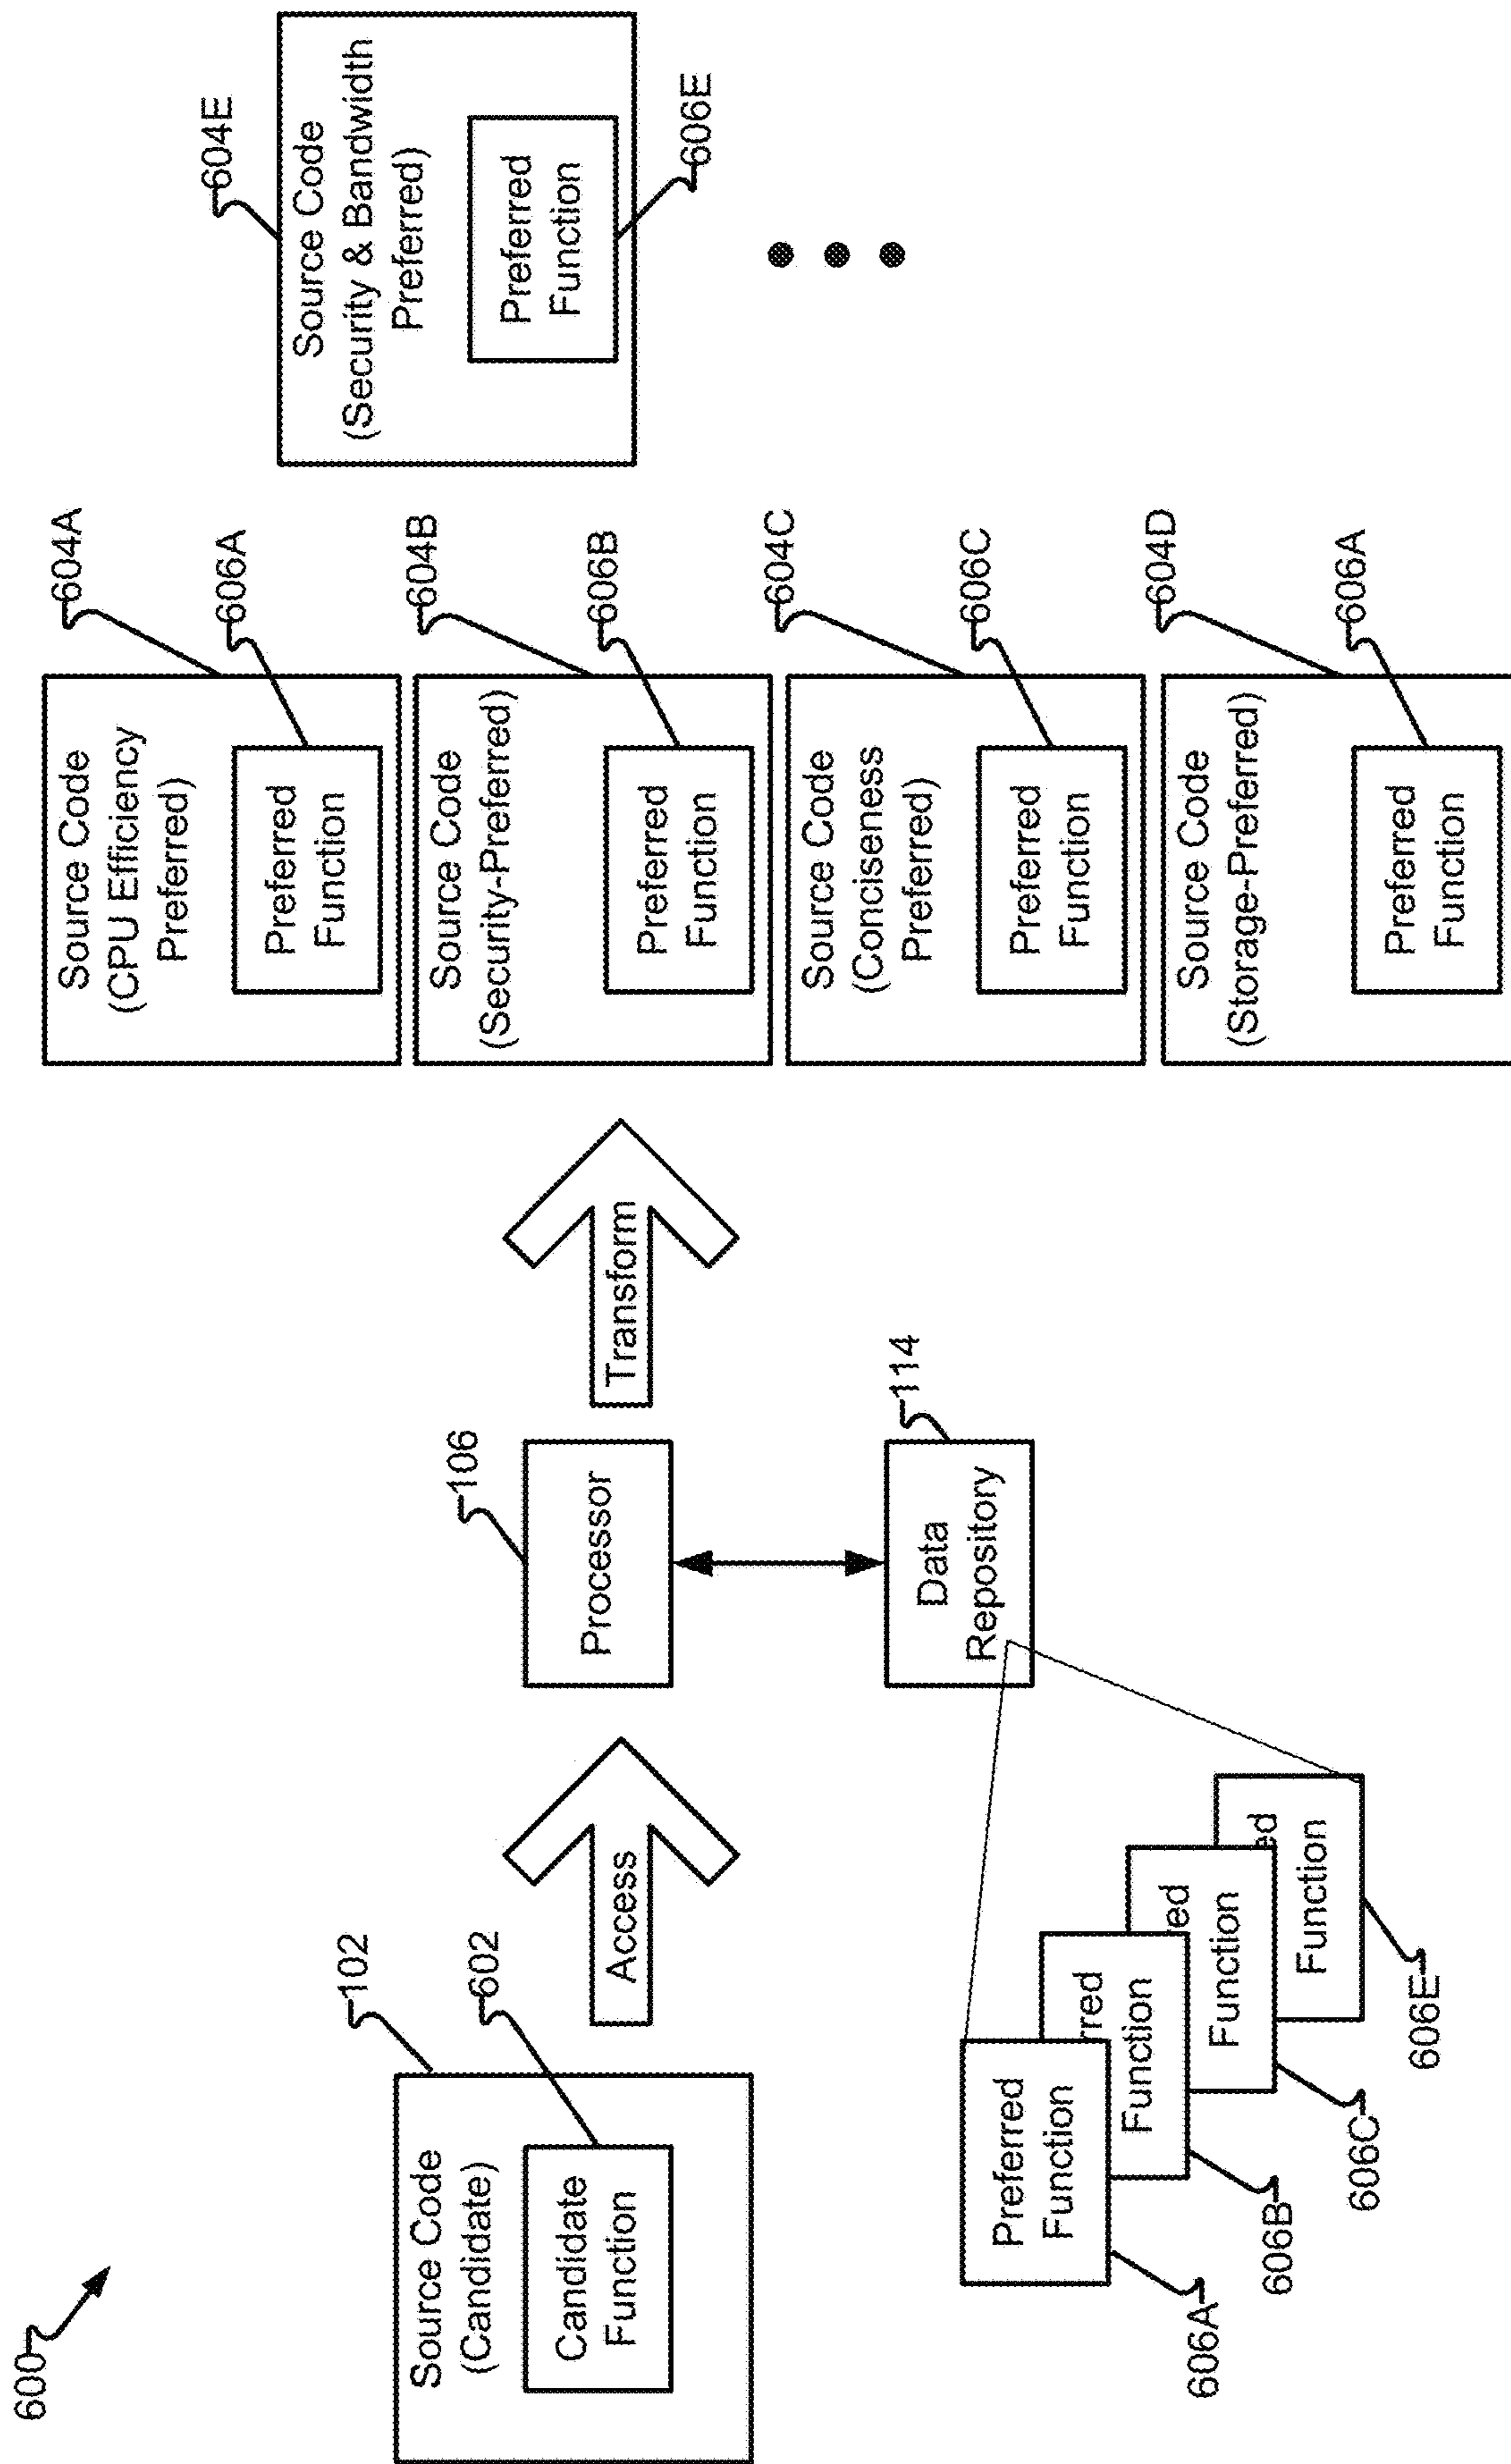 600
Source Code
(Candidate)
Candidate
Function
102
602
Access
Processor
106
Data
Repository
114
Preferred
Function
606A
rred
Function
606B
red
Function
606C
ed
Function
606E
Transform
Source Code
(CPU Efficiency
Preferred)
Preferred
Function
604A
606A
Source Code
(Security-Preferred)
Preferred
Function
604B
606B
Source Code
(Conciseness
Preferred)
Preferred
Function
604C
606C
Source Code
(Storage-Preferred)
Preferred
Function
604D
606A
Source Code
(Security & Bandwidth
Preferred)
Preferred
Function
604E
606E